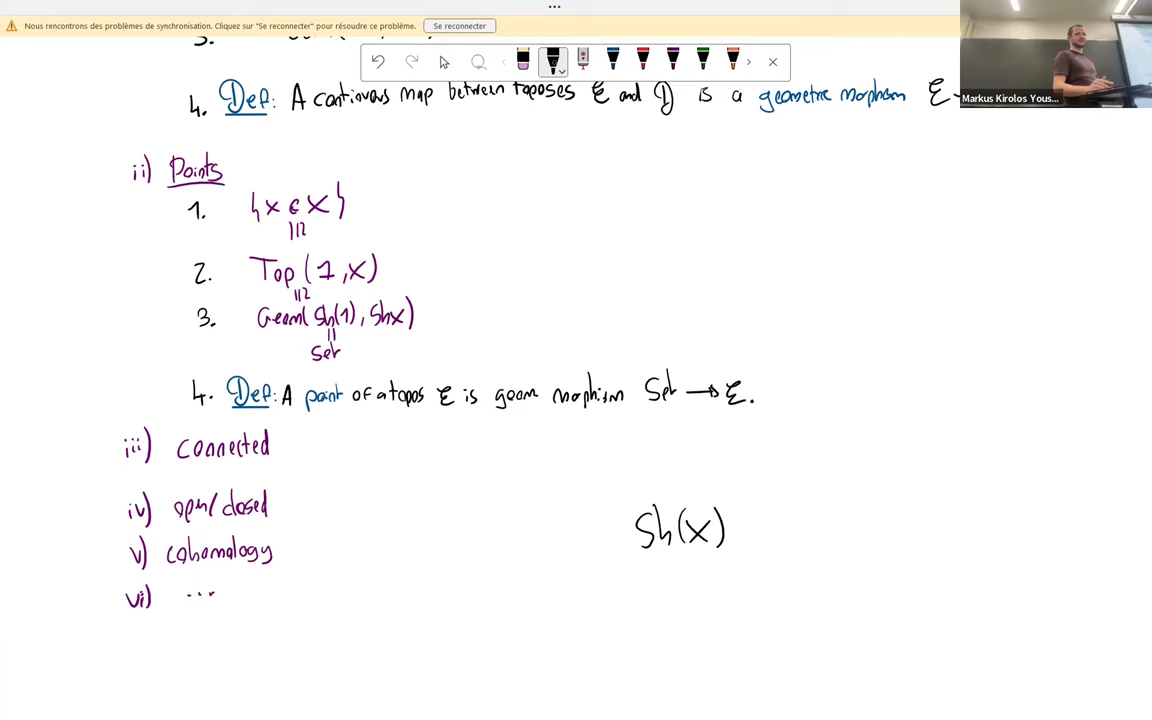 Nous rencontrons des problèmes de synchronisation. Cliquez sur "Se reconnecter" pour résoudre ce problème. Se reconnecter
3.
Markus Kirolos Yous...
4. Def: A continuous map between toposes ℰ and 𝒟 is a geometric morphism ℰ
ii) Points
1. {x ∈ X}
≅
2. Top(1, X)
≅
3. Geom(Sh(1), ShX)
=
Set
4. Def: A point of a topos ℰ is geom morphism Set → ℰ.
iii) connected
iv) open/closed
v) cohomology
vi) ...
Sh(X)